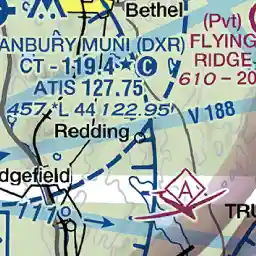 Bethel
(Pvt)
ANBURY MUNI (DXR)
FLYING
CT - 119.4 * C
RIDGE
ATIS 127.75
610 - 20
457 *L 44 122.95
V 188
Redding
dgefield
A
111
TRU